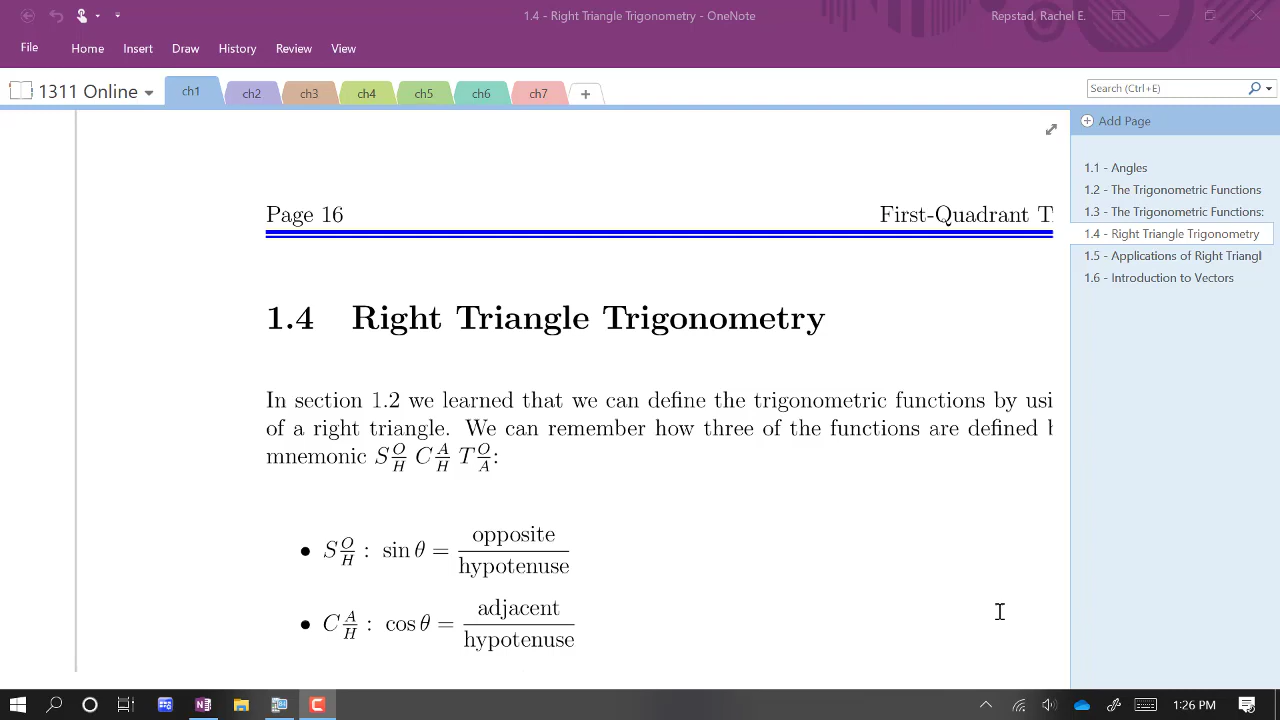 1.4 - Right Triangle Trigonometry - OneNote
Repstad, Rachel E.
File Home Insert Draw History Review View
1311 Online ch1 ch2 ch3 ch4 ch5 ch6 ch7
Search (Ctrl+E)
Add Page
1.1 - Angles
1.2 - The Trigonometric Functions
1.3 - The Trigonometric Functions:
1.4 - Right Triangle Trigonometry
1.5 - Applications of Right Triangl
1.6 - Introduction to Vectors
Page 16 First-Quadrant T
1.4 Right Triangle Trigonometry
In section 1.2 we learned that we can define the trigonometric functions by usi
of a right triangle. We can remember how three of the functions are defined b
mnemonic S O/H C A/H T O/A:
• S O/H : sin θ = opposite/hypotenuse
• C A/H : cos θ = adjacent/hypotenuse
1:26 PM